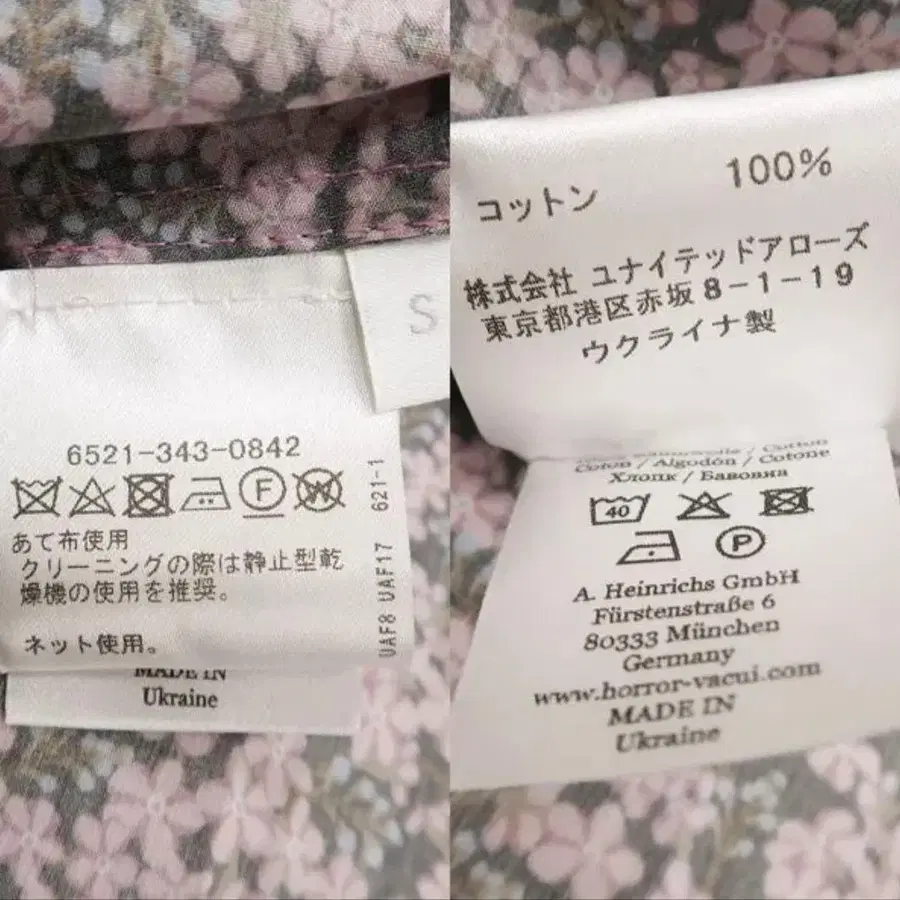 S
6521-343-0842
F W
あて布使用
クリーニングの際は静止型乾
燥機の使用を推奨。
ネット使用。
UAF8 UAF17 621-1
MADE IN
Ukraine
コットン 100%
株式会社 ユナイテッドアローズ
東京都港区赤坂8-1-19
ウクライナ製
/ Cotton
Coton / Algodón / Cotone
Хлопк / Бавовна
40
P
A. Heinrichs GmbH
Fürstenstraße 6
80333 München
Germany
www.horror-vacui.com
MADE IN
Ukraine